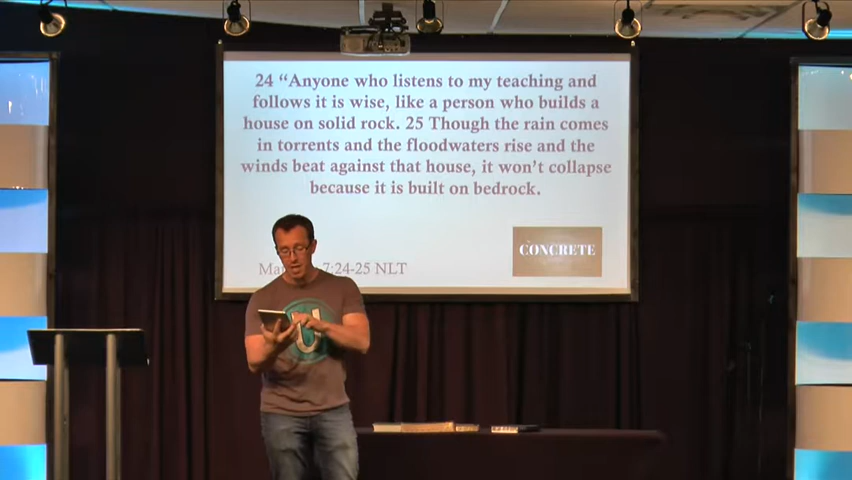 24 “Anyone who listens to my teaching and
follows it is wise, like a person who builds a
house on solid rock. 25 Though the rain comes
in torrents and the floodwaters rise and the
winds beat against that house, it won’t collapse
because it is built on bedrock.
7:24-25 NLT
CONCRETE
U